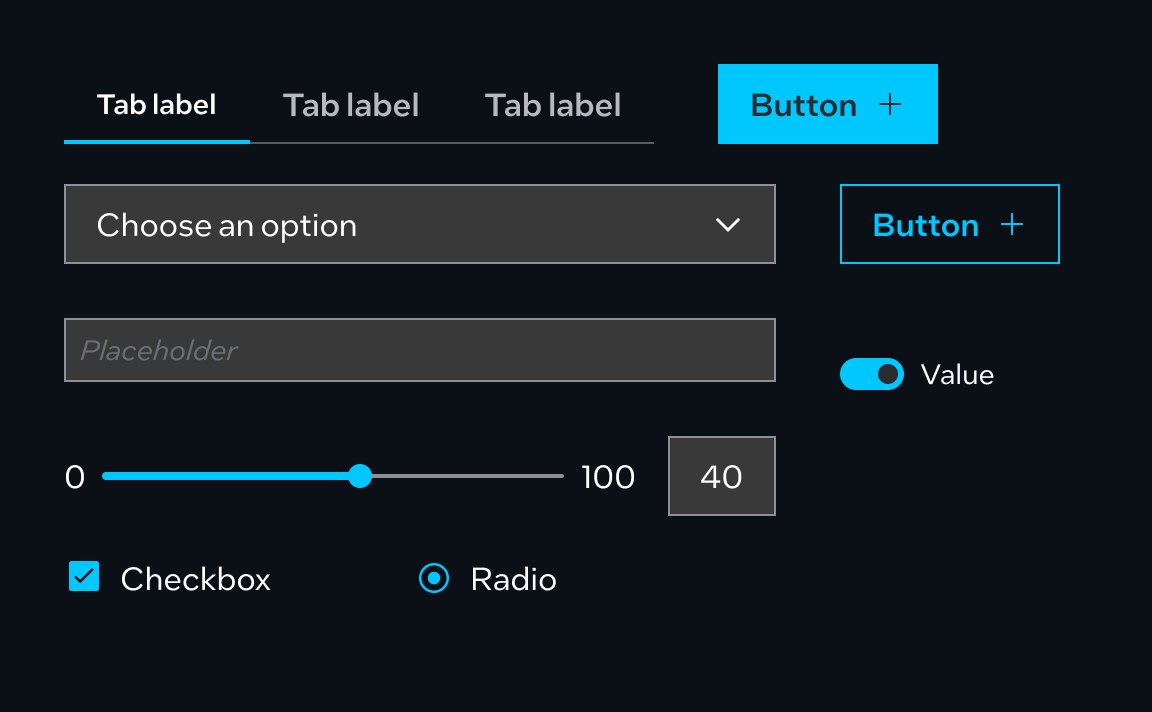 Tab label Tab label Tab label Button +
Choose an option Button +
Placeholder
Value
0 100 40
Checkbox Radio